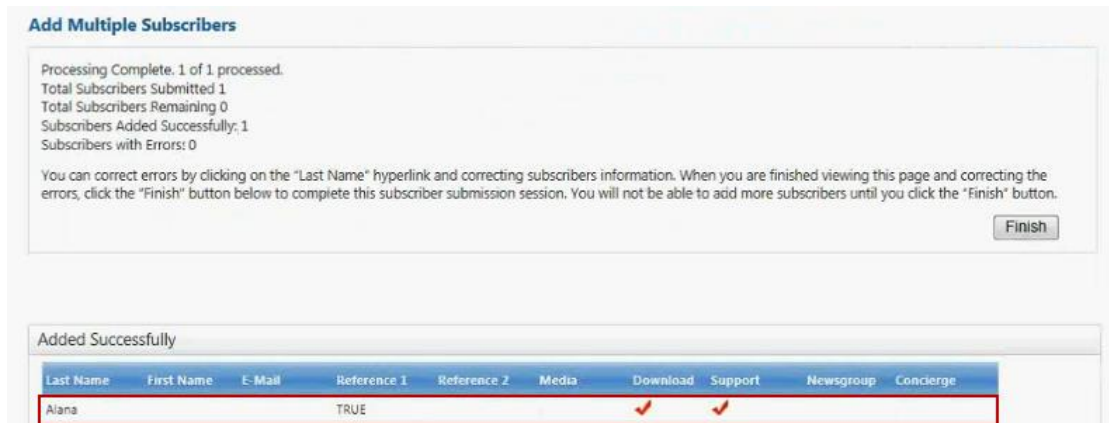 Add Multiple Subscribers
Processing Complete. 1 of 1 processed.
Total Subscribers Submitted 1
Total Subscribers Remaining 0
Subscribers Added Successfully: 1
Subscribers with Errors: 0
You can correct errors by clicking on the "Last Name" hyperlink and correcting subscribers information. When you are finished viewing this page and correcting the
errors, click the "Finish" button below to complete this subscriber submission session. You will not be able to add more subscribers until you click the "Finish" button.
Finish
Added Successfully
Last Name First Name E-Mail Reference 1 Reference 2 Media Download Support Newsgroup Concierge
Alana TRUE